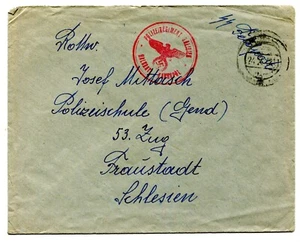 Rottw.
Josef Mittasch
Polizeischule (Gend)
53. Zug
Fraustadt
Schlesien